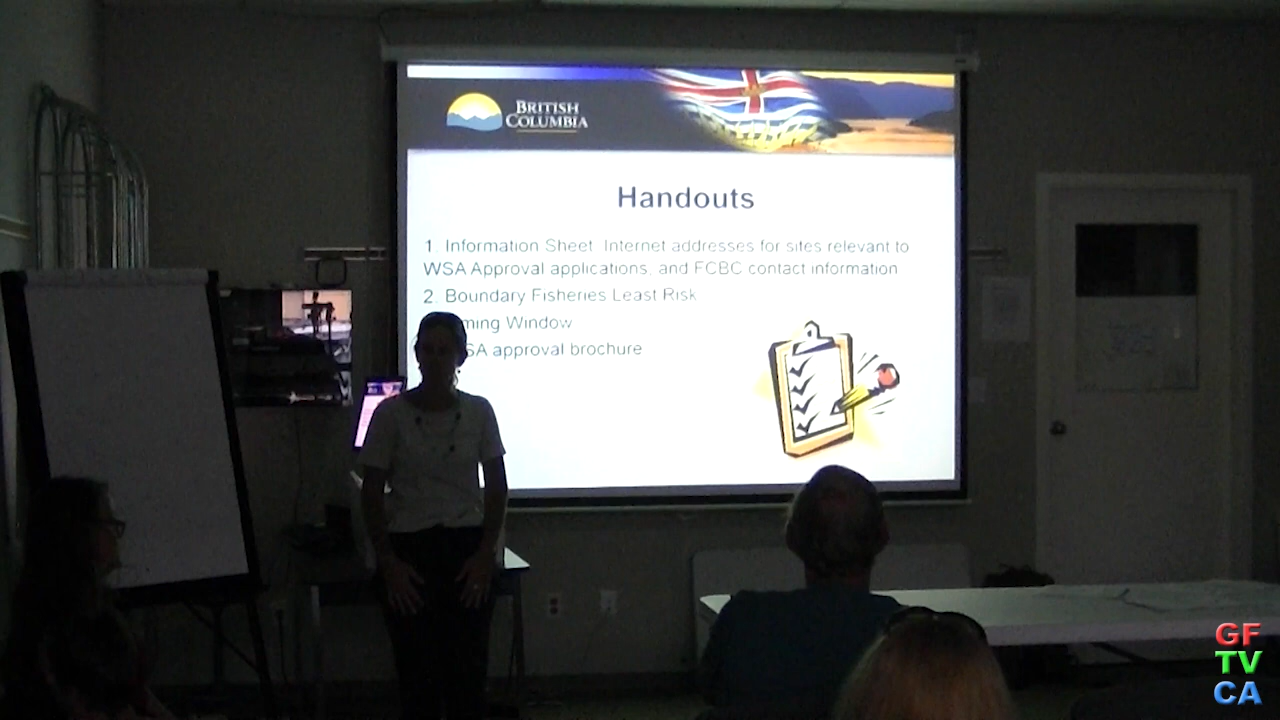 BRITISH
COLUMBIA
Handouts
1. Information Sheet Internet addresses for sites relevant to
WSA Approval applications, and FCBC contact information
2. Boundary Fisheries Least Risk
ming Window
SA approval brochure
GF
TV
CA